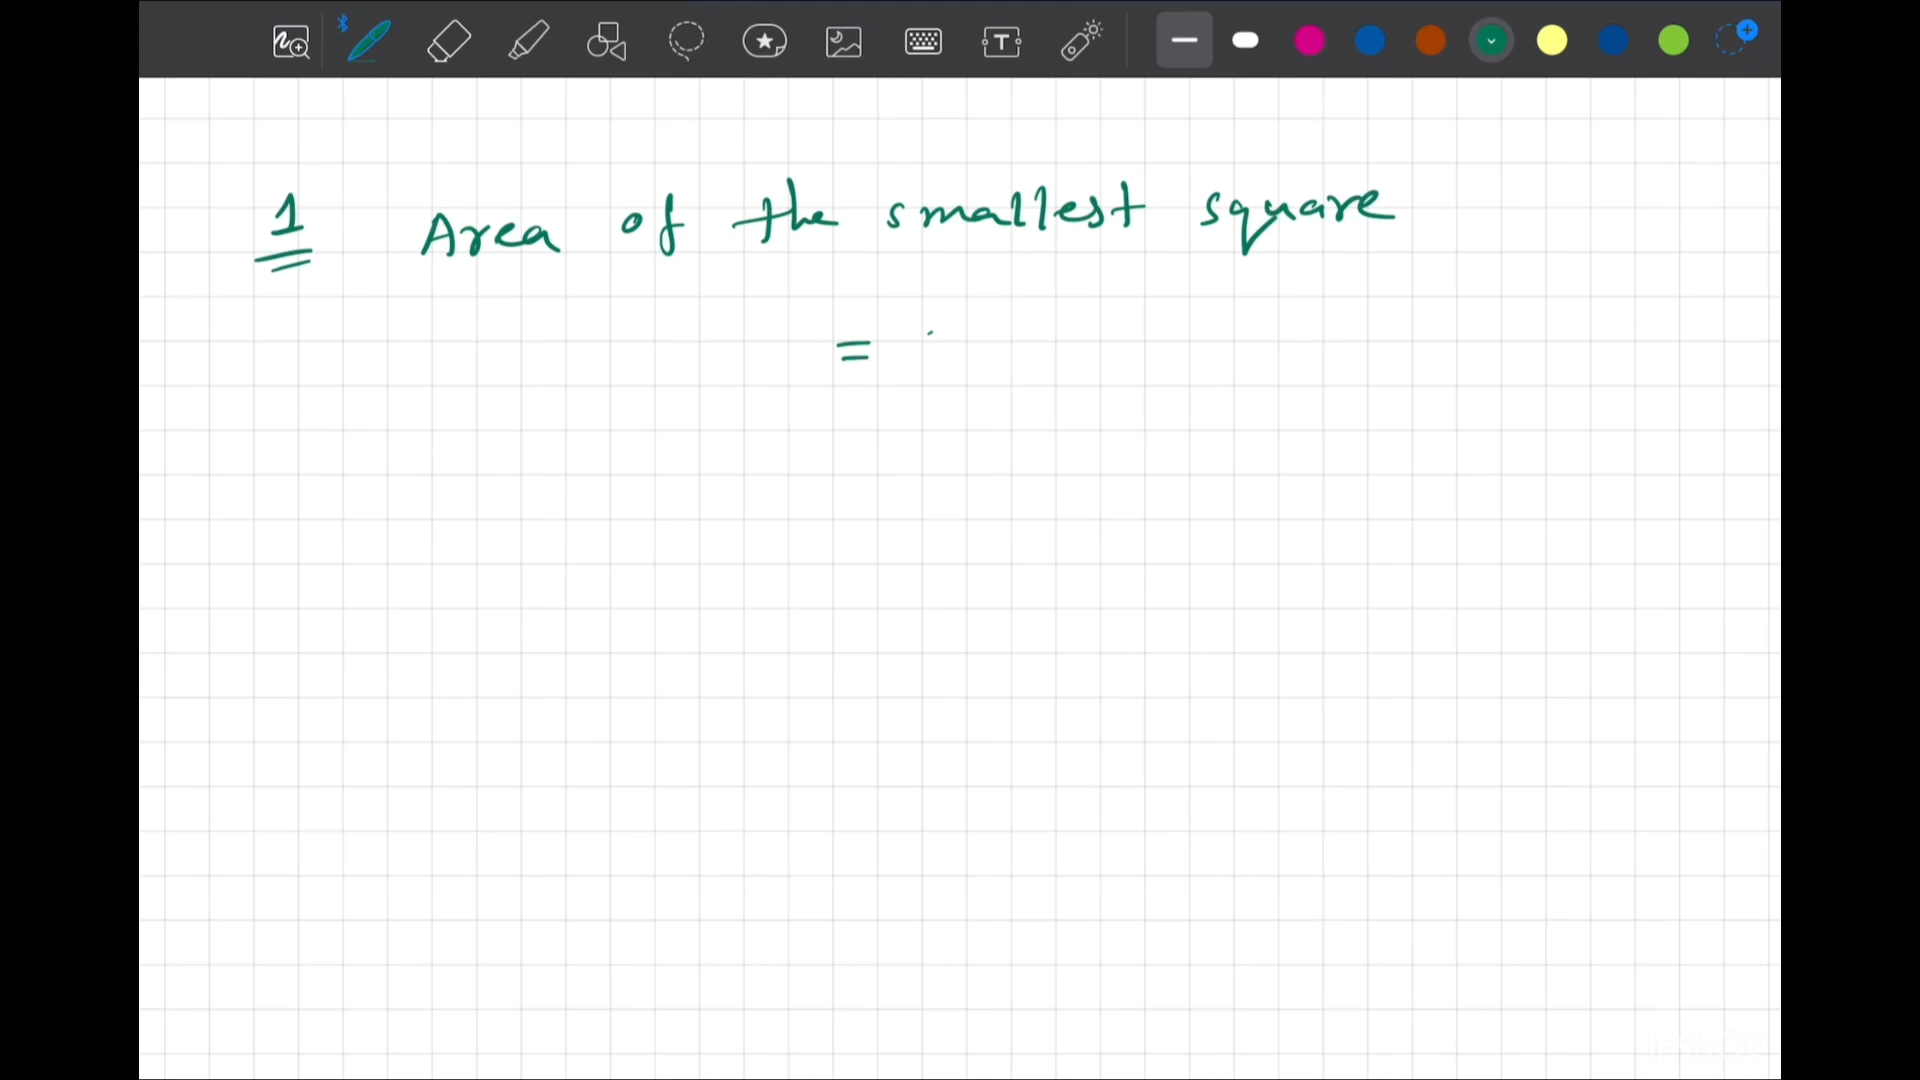 1 Area of the smallest square
=